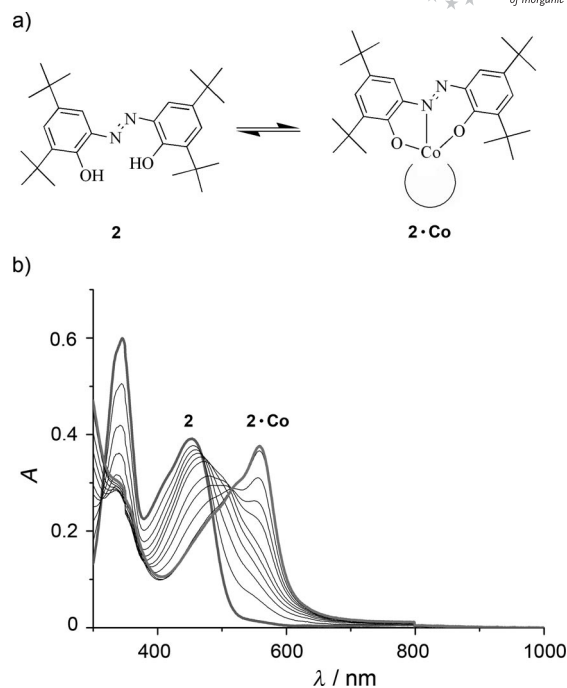 of Inorganic
a)
N
N
OH
HO
N
N
O
O
Co
2
2·Co
b)
0.6
2
2·Co
0.4
A
0.2
0
400
600
800
1000
λ / nm